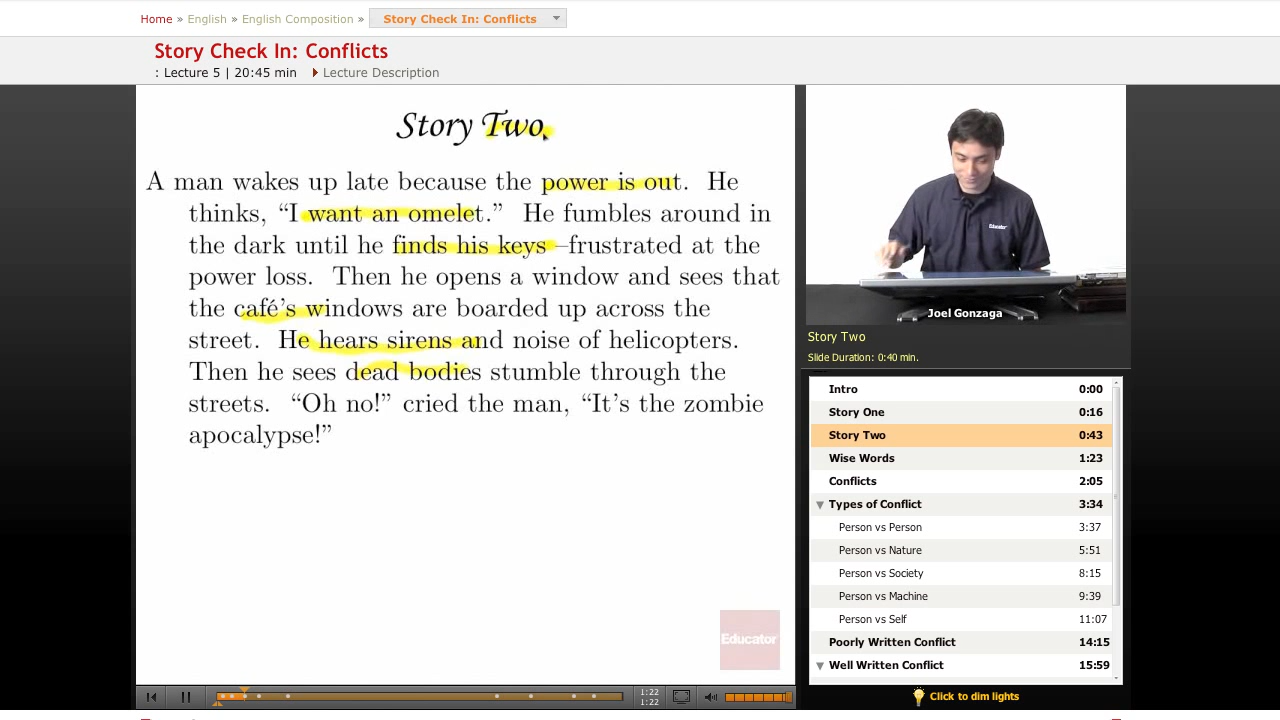 Home » English » English Composition » Story Check In: Conflicts
Story Check In: Conflicts
: Lecture 5 | 20:45 min Lecture Description
Story Two
A man wakes up late because the power is out. He
thinks, “I want an omelet.” He fumbles around in
the dark until he finds his keys –frustrated at the
power loss. Then he opens a window and sees that
the café’s windows are boarded up across the
street. He hears sirens and noise of helicopters.
Then he sees dead bodies stumble through the
streets. “Oh no!” cried the man, “It’s the zombie
apocalypse!”
Educator
1:22
1:22
Educator
Joel Gonzaga
Story Two
Slide Duration: 0:40 min.
Intro 0:00
Story One 0:16
Story Two 0:43
Wise Words 1:23
Conflicts 2:05
Types of Conflict 3:34
Person vs Person 3:37
Person vs Nature 5:51
Person vs Society 8:15
Person vs Machine 9:39
Person vs Self 11:07
Poorly Written Conflict 14:15
Well Written Conflict 15:59
Click to dim lights